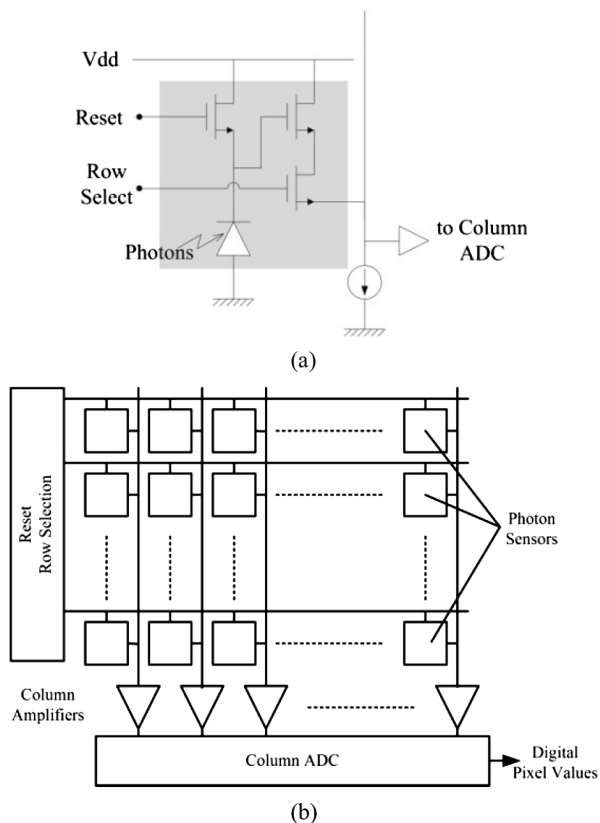 Vdd
Reset
Row
Select
Photons
to Column
ADC
(a)
Reset
Row Selection
Photon
Sensors
Column
Amplifiers
Column ADC
Digital
Pixel Values
(b)